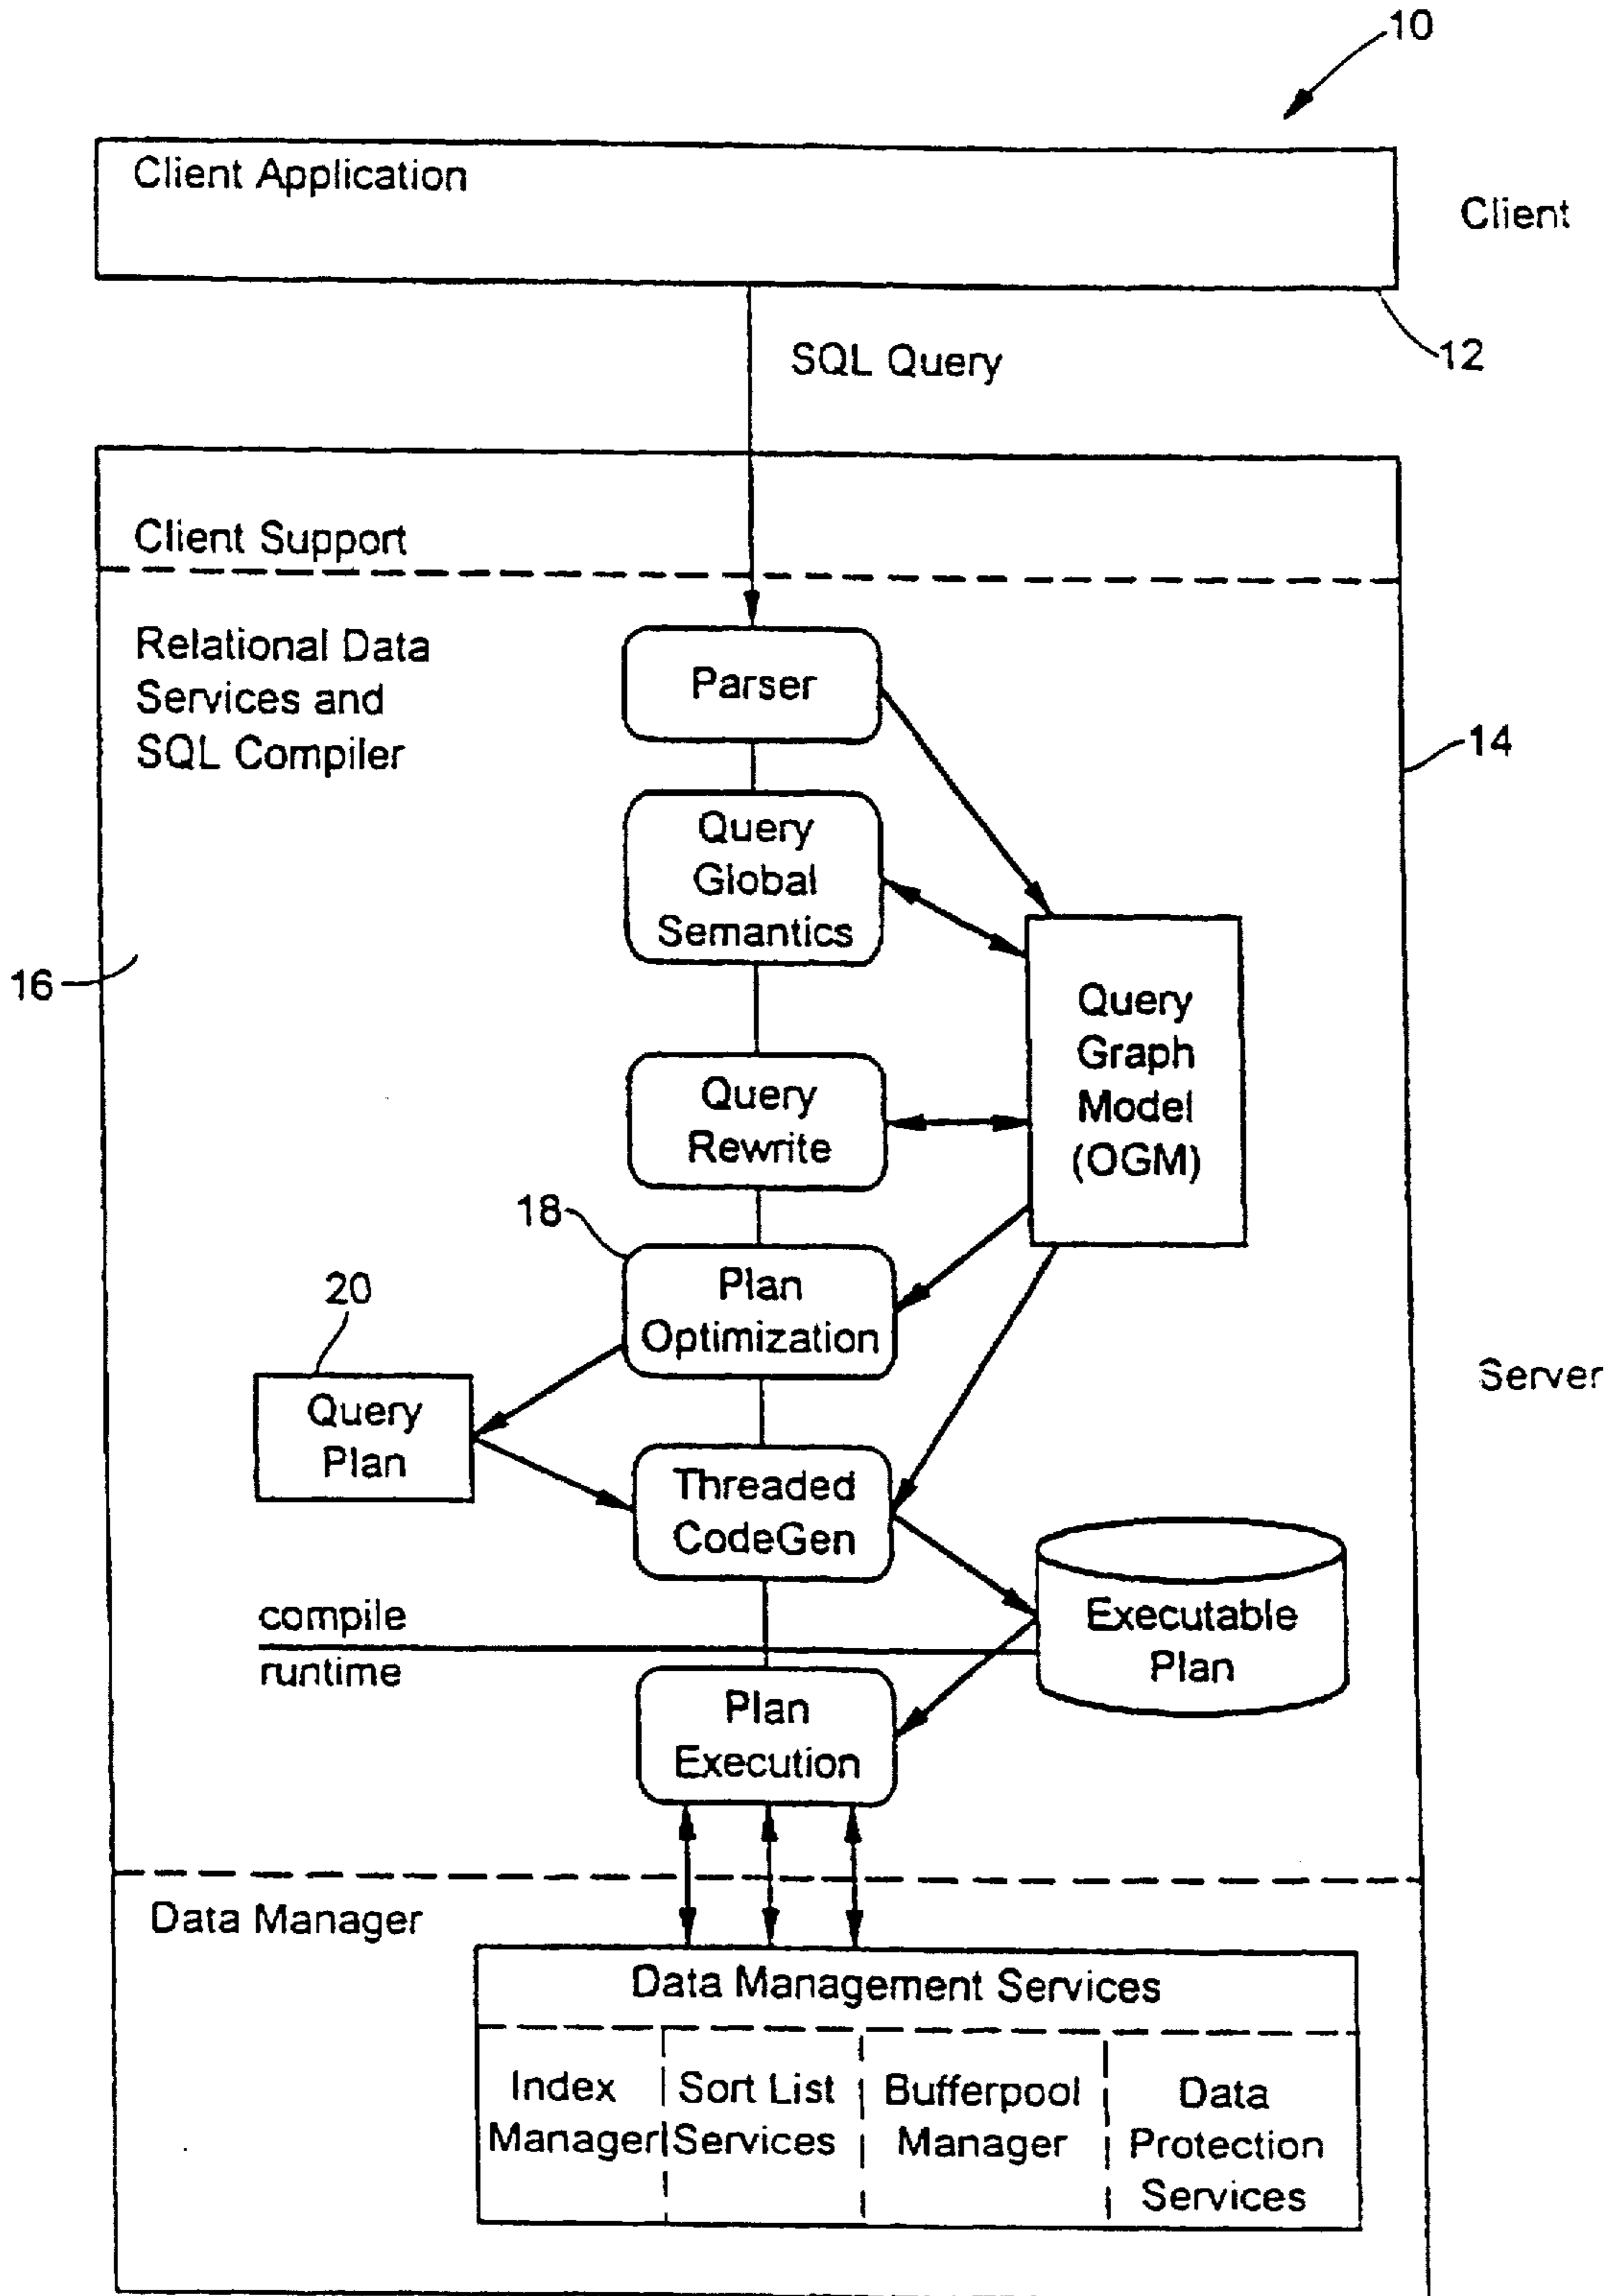 10
Client Application
Client
12
SQL Query
Client Support
Relational Data
Services and
SQL Compiler
Parser
14
Query
Global
Semantics
16
Query
Graph
Model
(OGM)
Query
Rewrite
18
Plan
Optimization
20
Query
Plan
Server
Threaded
CodeGen
compile
runtime
Executable
Plan
Plan
Execution
Data Manager
Data Management Services
Index
Manager
Sort List
Services
Bufferpool
Manager
Data
Protection
Services